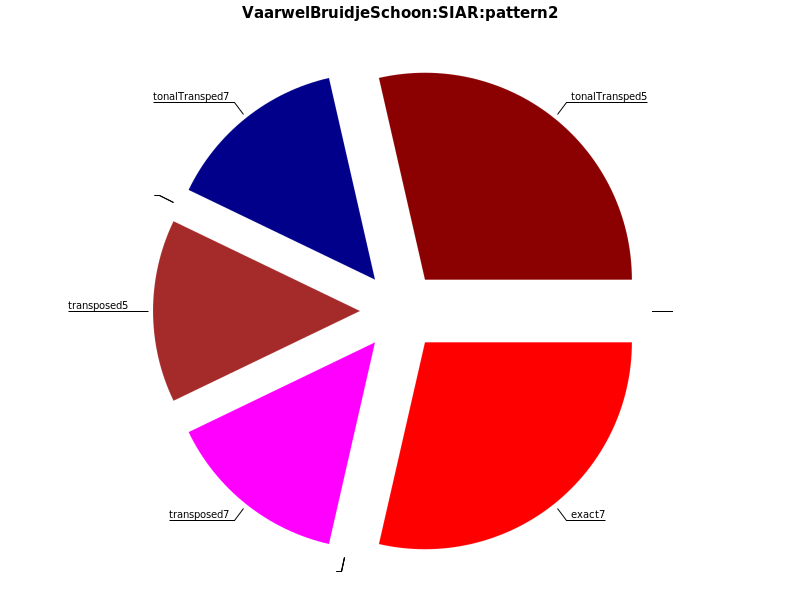 VaarwelBruidjeSchoon:SIAR:pattern2
tonalTransped7
tonalTransped5
transposed5
transposed7
exact7